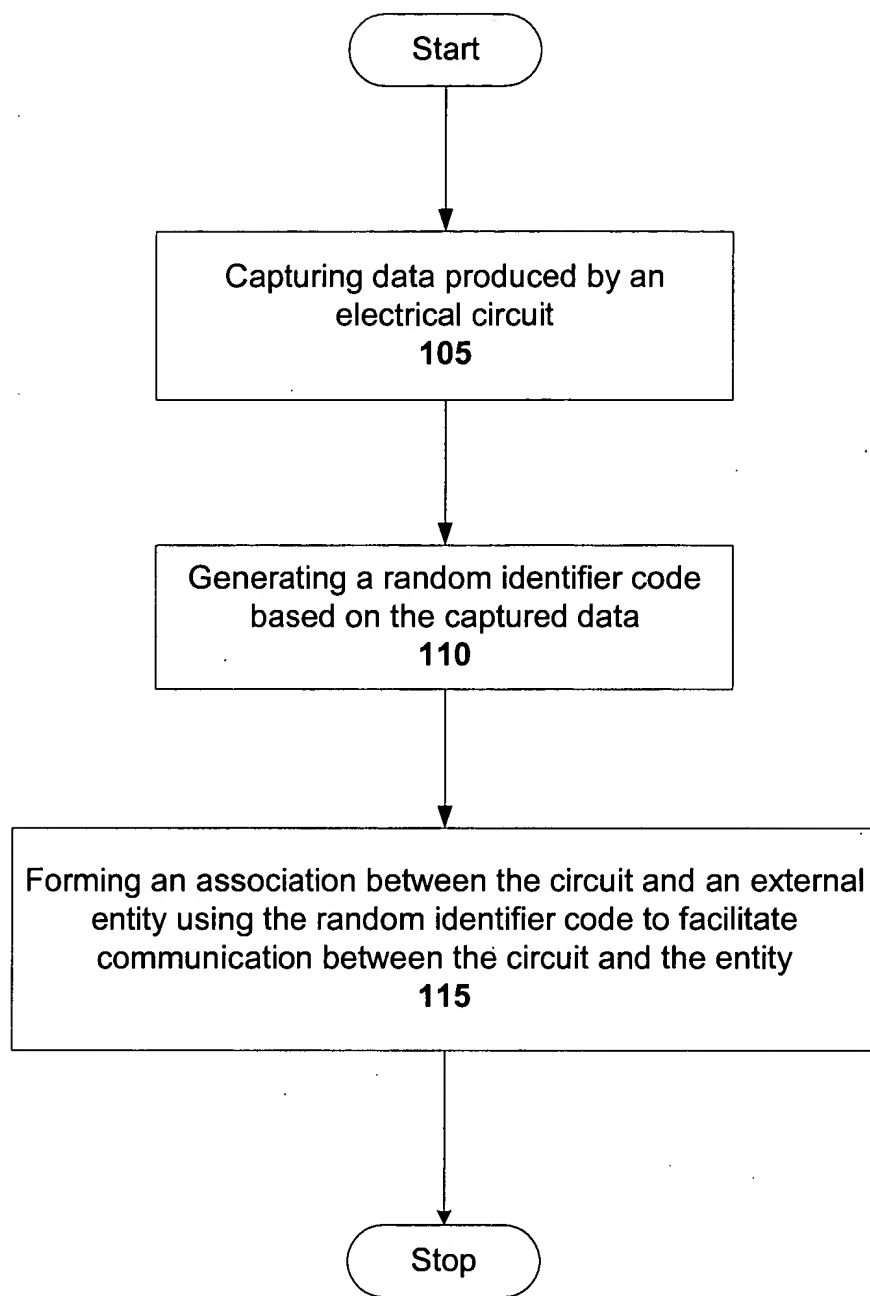 Start
Capturing data produced by an
electrical circuit
105
Generating a random identifier code
based on the captured data
110
Forming an association between the circuit and an external
entity using the random identifier code to facilitate
communication between the circuit and the entity
115
Stop